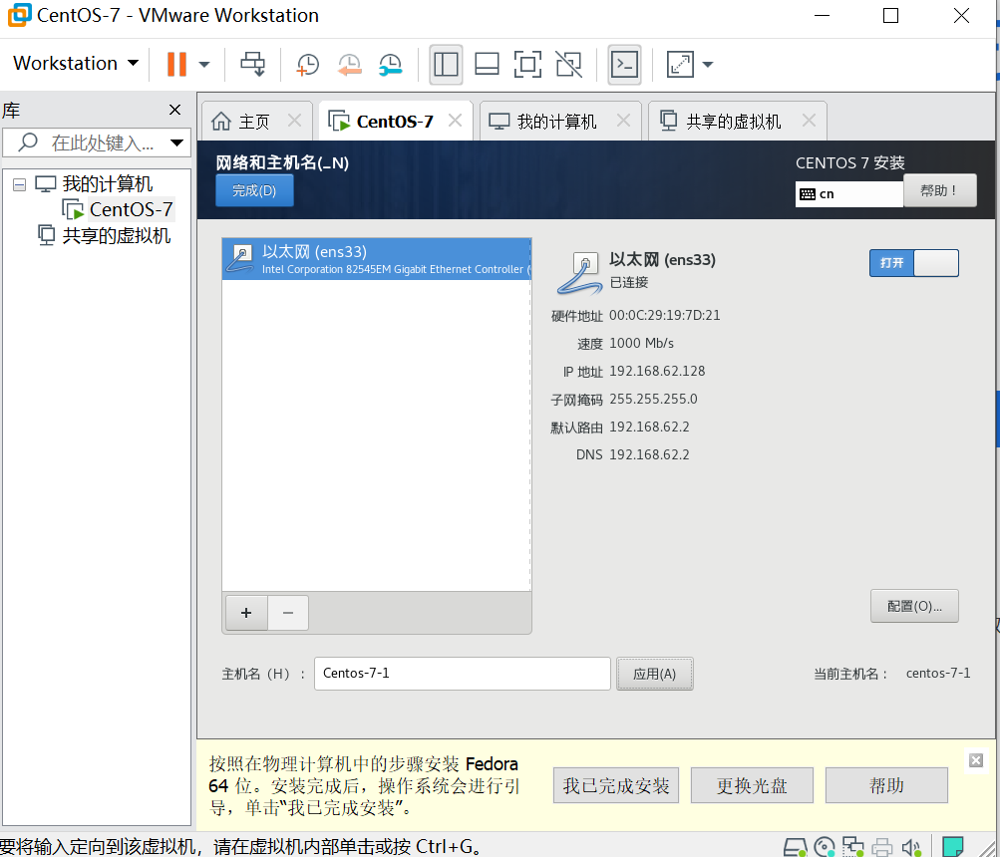 CentOS-7 - VMware Workstation
Workstation
库
在此处键入...
我的计算机
CentOS-7
共享的虚拟机
主页
CentOS-7
我的计算机
共享的虚拟机
网络和主机名(_N)
完成(D)
CENTOS 7 安装
cn
帮助！
以太网 (ens33)
Intel Corporation 82545EM Gigabit Ethernet Controller (
以太网 (ens33)
已连接
打开
硬件地址 00:0C:29:19:7D:21
速度 1000 Mb/s
IP 地址 192.168.62.128
子网掩码 255.255.255.0
默认路由 192.168.62.2
DNS 192.168.62.2
+
−
配置(O)...
主机名（H）： Centos-7-1 应用(A) 当前主机名： centos-7-1
按照在物理计算机中的步骤安装 Fedora
64 位。安装完成后，操作系统会进行引
导，单击“我已完成安装”。
我已完成安装
更换光盘
帮助
要将输入定向到该虚拟机，请在虚拟机内部单击或按 Ctrl+G。